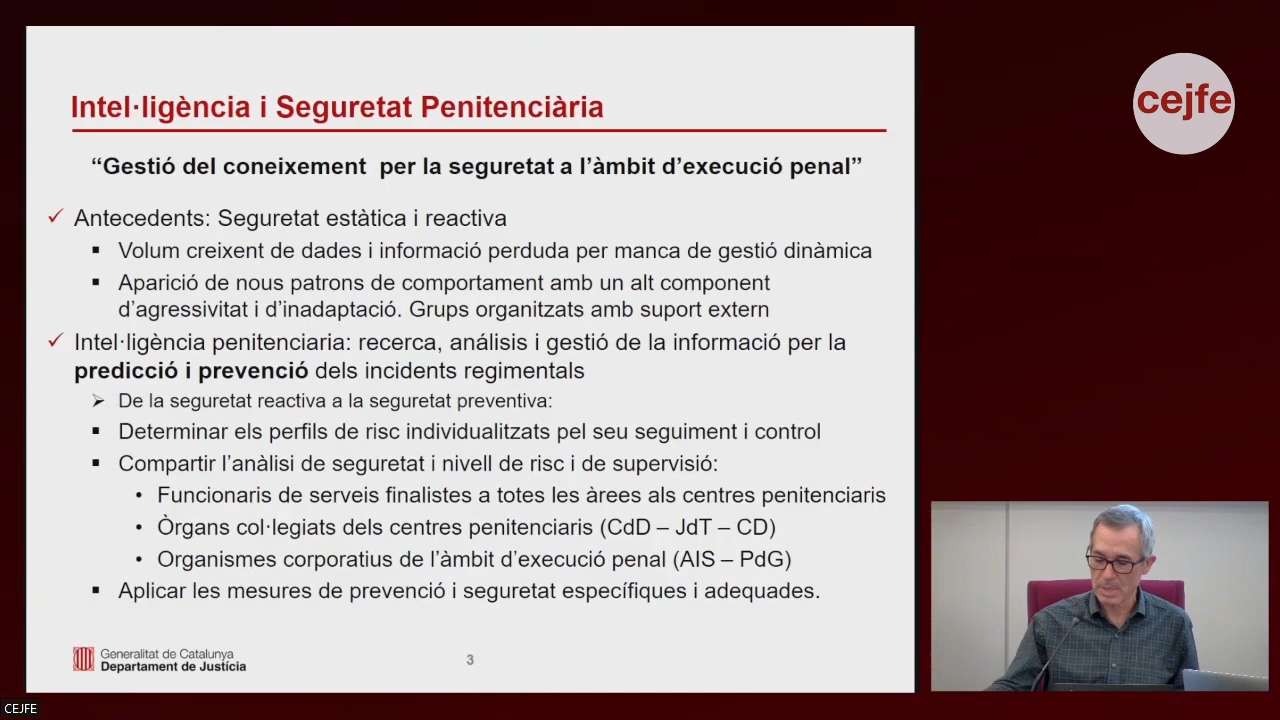 Intel·ligència i Seguretat Penitenciària
“Gestió del coneixement per la seguretat a l’àmbit d’execució penal”
✓ Antecedents: Seguretat estàtica i reactiva
▪ Volum creixent de dades i informació perduda per manca de gestió dinàmica
▪ Aparició de nous patrons de comportament amb un alt component
d’agressivitat i d’inadaptació. Grups organitzats amb suport extern
✓ Intel·ligència penitenciaria: recerca, análisis i gestió de la informació per la
predicció i prevenció dels incidents regimentals
➢ De la seguretat reactiva a la seguretat preventiva:
▪ Determinar els perfils de risc individualitzats pel seu seguiment i control
▪ Compartir l’anàlisi de seguretat i nivell de risc i de supervisió:
• Funcionaris de serveis finalistes a totes les àrees als centres penitenciaris
• Òrgans col·legiats dels centres penitenciaris (CdD – JdT – CD)
• Organismes corporatius de l’àmbit d’execució penal (AIS – PdG)
▪ Aplicar les mesures de prevenció i seguretat específiques i adequades.
Generalitat de Catalunya
Departament de Justícia
3
cejfe
CEJFE